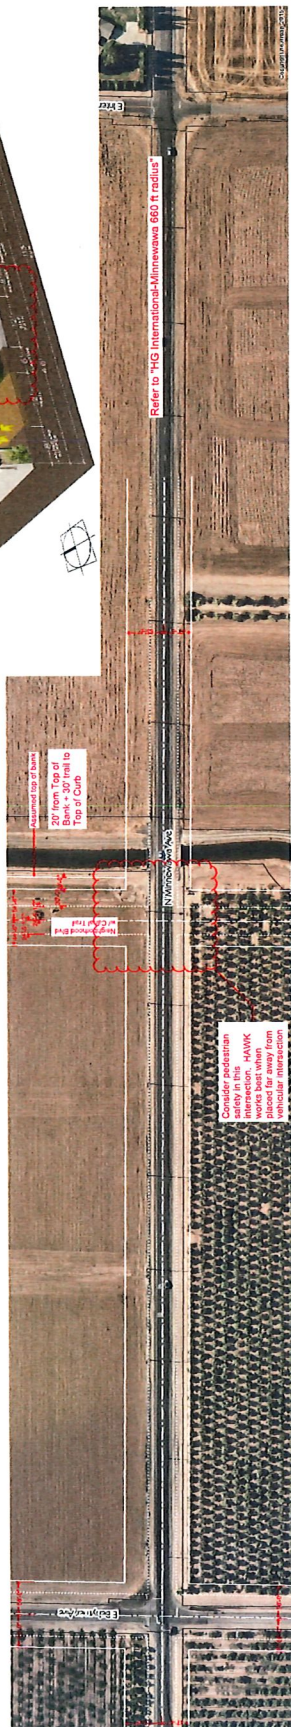 E Inter
Refer to "HG International-Minnewawa 660 ft radius"
Assumed top of bank
20' from Top of
Bank + 30' trail to
Top of Curb
Neighborhood Blvd
w/ Canal Trail
N Minnewawa Ave
Consider pedestrian
safety in this
intersection. HAWK
works best when
placed far away from
vehicular intersection
E Behymer Ave